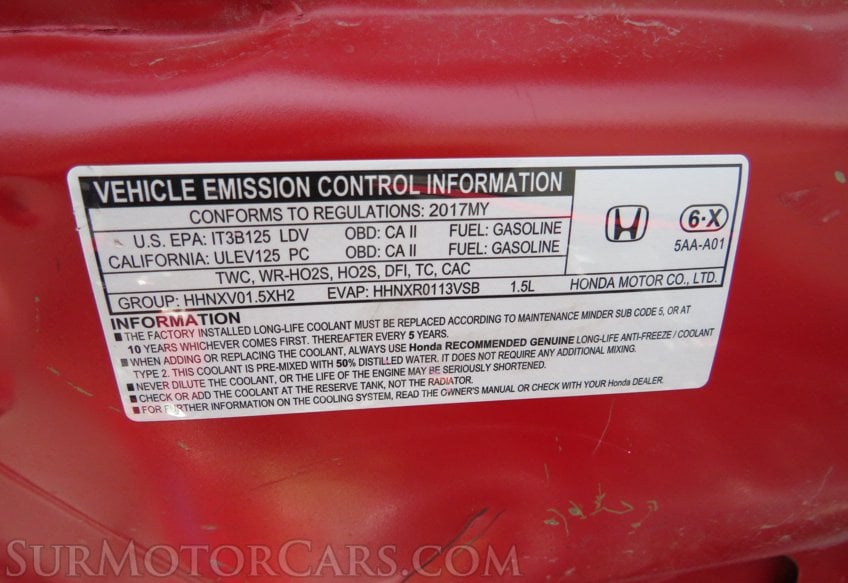 VEHICLE EMISSION CONTROL INFORMATION
CONFORMS TO REGULATIONS: 2017MY
U.S. EPA: IT3B125 LDV OBD: CA II FUEL: GASOLINE
CALIFORNIA: ULEV125 PC OBD: CA II FUEL: GASOLINE
TWC, WR-HO2S, HO2S, DFI, TC, CAC
GROUP: HHNXV01.5XH2 EVAP: HHNXR0113VSB 1.5L
6·X
5AA-A01
HONDA MOTOR CO., LTD.
INFORMATION
■ THE FACTORY INSTALLED LONG-LIFE COOLANT MUST BE REPLACED ACCORDING TO MAINTENANCE MINDER SUB CODE 5, OR AT
10 YEARS WHICHEVER COMES FIRST. THEREAFTER EVERY 5 YEARS.
■ WHEN ADDING OR REPLACING THE COOLANT, ALWAYS USE Honda RECOMMENDED GENUINE LONG-LIFE ANTI-FREEZE / COOLANT
TYPE 2. THIS COOLANT IS PRE-MIXED WITH 50% DISTILLED WATER. IT DOES NOT REQUIRE ANY ADDITIONAL MIXING.
■ NEVER DILUTE THE COOLANT, OR THE LIFE OF THE ENGINE MAY BE SERIOUSLY SHORTENED.
■ CHECK OR ADD THE COOLANT AT THE RESERVE TANK, NOT THE RADIATOR.
■ FOR FURTHER INFORMATION ON THE COOLING SYSTEM, READ THE OWNER'S MANUAL OR CHECK WITH YOUR Honda DEALER.
SURMOTORCARS.COM